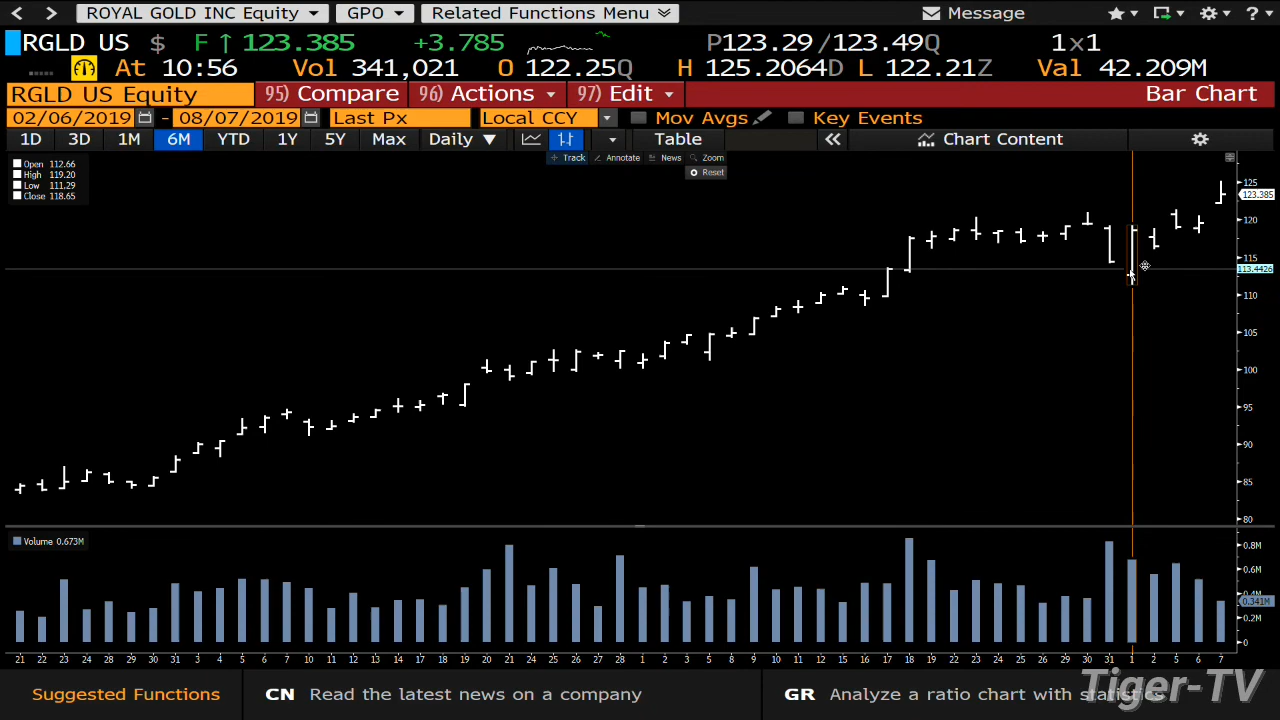 ROYAL GOLD INC Equity GPO Related Functions Menu Message ?
RGLD US $ F ↑ 123.385 +3.785 P123.29 /123.49Q 1x1
At 10:56 Vol 341,021 O 122.25Q H 125.2064D L 122.21Z Val 42.209M
RGLD US Equity 95) Compare 96) Actions 97) Edit Bar Chart
02/06/2019 - 08/07/2019 Last Px Local CCY Mov Avgs Key Events
1D 3D 1M 6M YTD 1Y 5Y Max Daily ▼ Table « Chart Content
Track Annotate News Zoom
Reset
Open 112.66
High 119.20
Low 111.29
Close 118.65
125
123.385
120
115
113.4426
110
105
100
95
90
85
80
Volume 0.673M
0.8M
0.6M
0.4M
0.341M
0.2M
0
21 22 23 24 28 29 30 31 3 4 5 6 7 10 11 12 13 14 17 18 19 20 21 24 25 26 27 28 1 2 3 5 8 9 10 11 12 15 16 17 18 19 22 23 24 25 26 29 30 31 1 2 5 6 7
Suggested Functions CN Read the latest news on a company GR Analyze a ratio chart with statistics
Tiger-TV